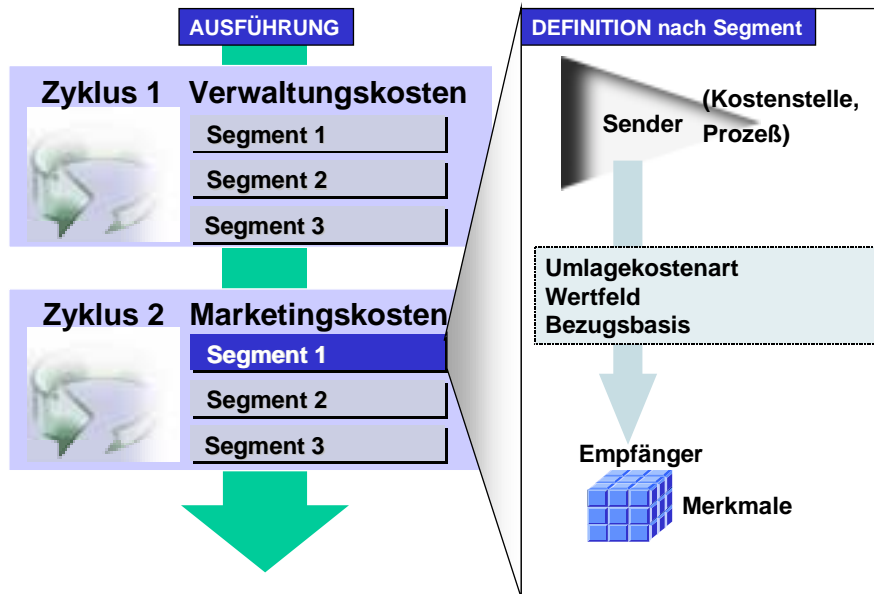 AUSFÜHRUNG
Zyklus 1 Verwaltungskosten
Segment 1
Segment 2
Segment 3
Zyklus 2 Marketingskosten
Segment 1
Segment 2
Segment 3
DEFINITION nach Segment
Sender
(Kostenstelle,
Prozeß)
Umlagekostenart
Wertfeld
Bezugsbasis
Empfänger
Merkmale